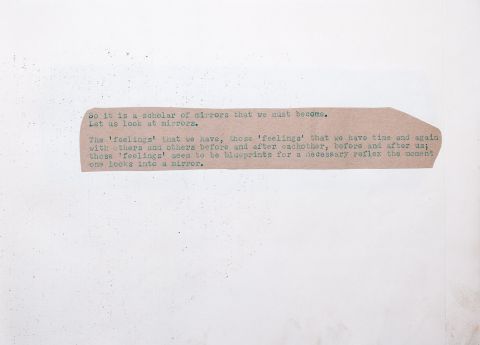 So it is a scholar of mirrors that we must become.
Let us look at mirrors.
The 'feelings' that we have, those 'feelings' that we have time and again
with others and others before and after eachother, before and after us;
those 'feelings' seem to be blueprints for a necessary reflex the moment
one looks into a mirror.